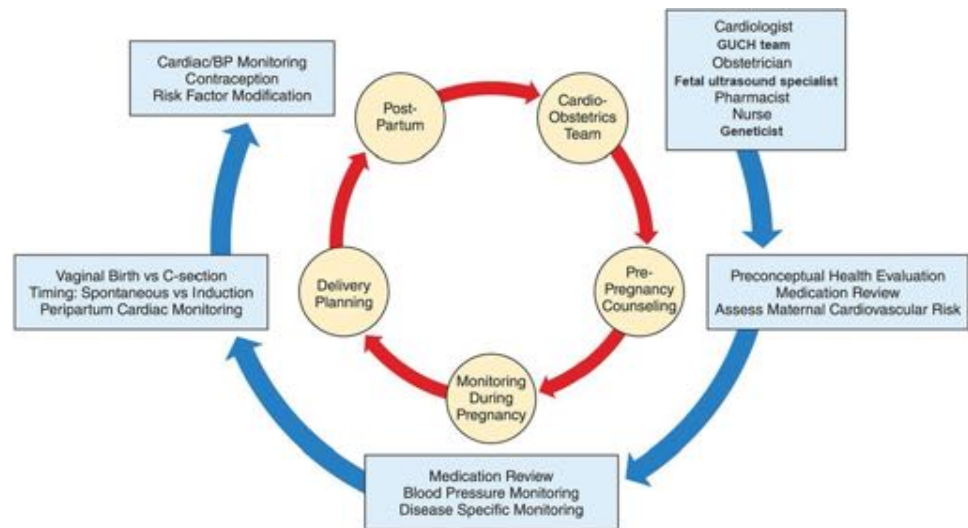 Cardiologist
GUCH team
Obstetrician
Fetal ultrasound specialist
Pharmacist
Nurse
Geneticist
Cardiac/BP Monitoring
Contraception
Risk Factor Modification
Post-
Partum
Cardio-
Obstetrics
Team
Vaginal Birth vs C-section
Timing: Spontaneous vs Induction
Peripartum Cardiac Monitoring
Delivery
Planning
Pre-
Pregnancy
Counseling
Preconceptual Health Evaluation
Medication Review
Assess Maternal Cardiovascular Risk
Monitoring
During
Pregnancy
Medication Review
Blood Pressure Monitoring
Disease Specific Monitoring